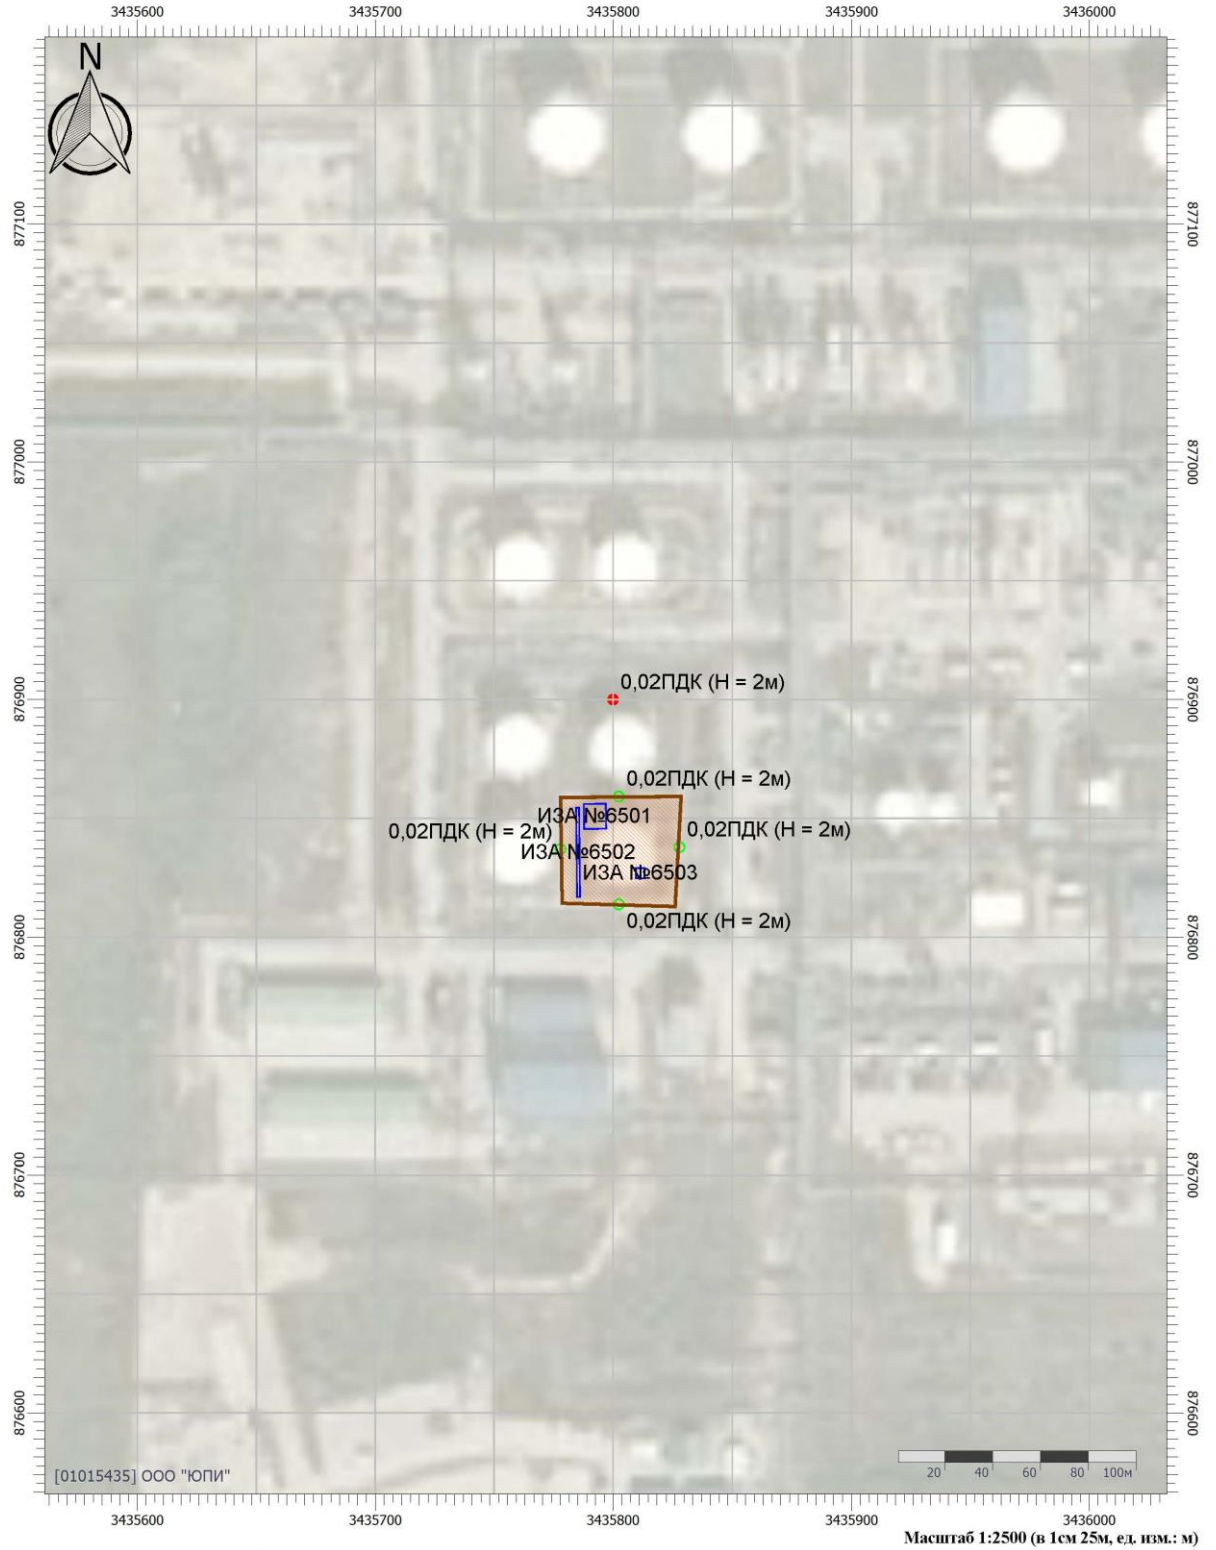 3435600 3435700 3435800 3435900 3436000
N
877100 877100
877000 877000
0,02ПДК (Н = 2м)
876900 876900
0,02ПДК (Н = 2м)
ИЗА №6501
0,02ПДК (Н = 2м) 0,02ПДК (Н = 2м)
ИЗА №6502
ИЗА №6503
0,02ПДК (Н = 2м)
876800 876800
876700 876700
876600 876600
[01015435] ООО "ЮПИ"
20 40 60 80 100м
3435600 3435700 3435800 3435900 3436000
Масштаб 1:2500 (в 1см 25м, ед. изм.: м)